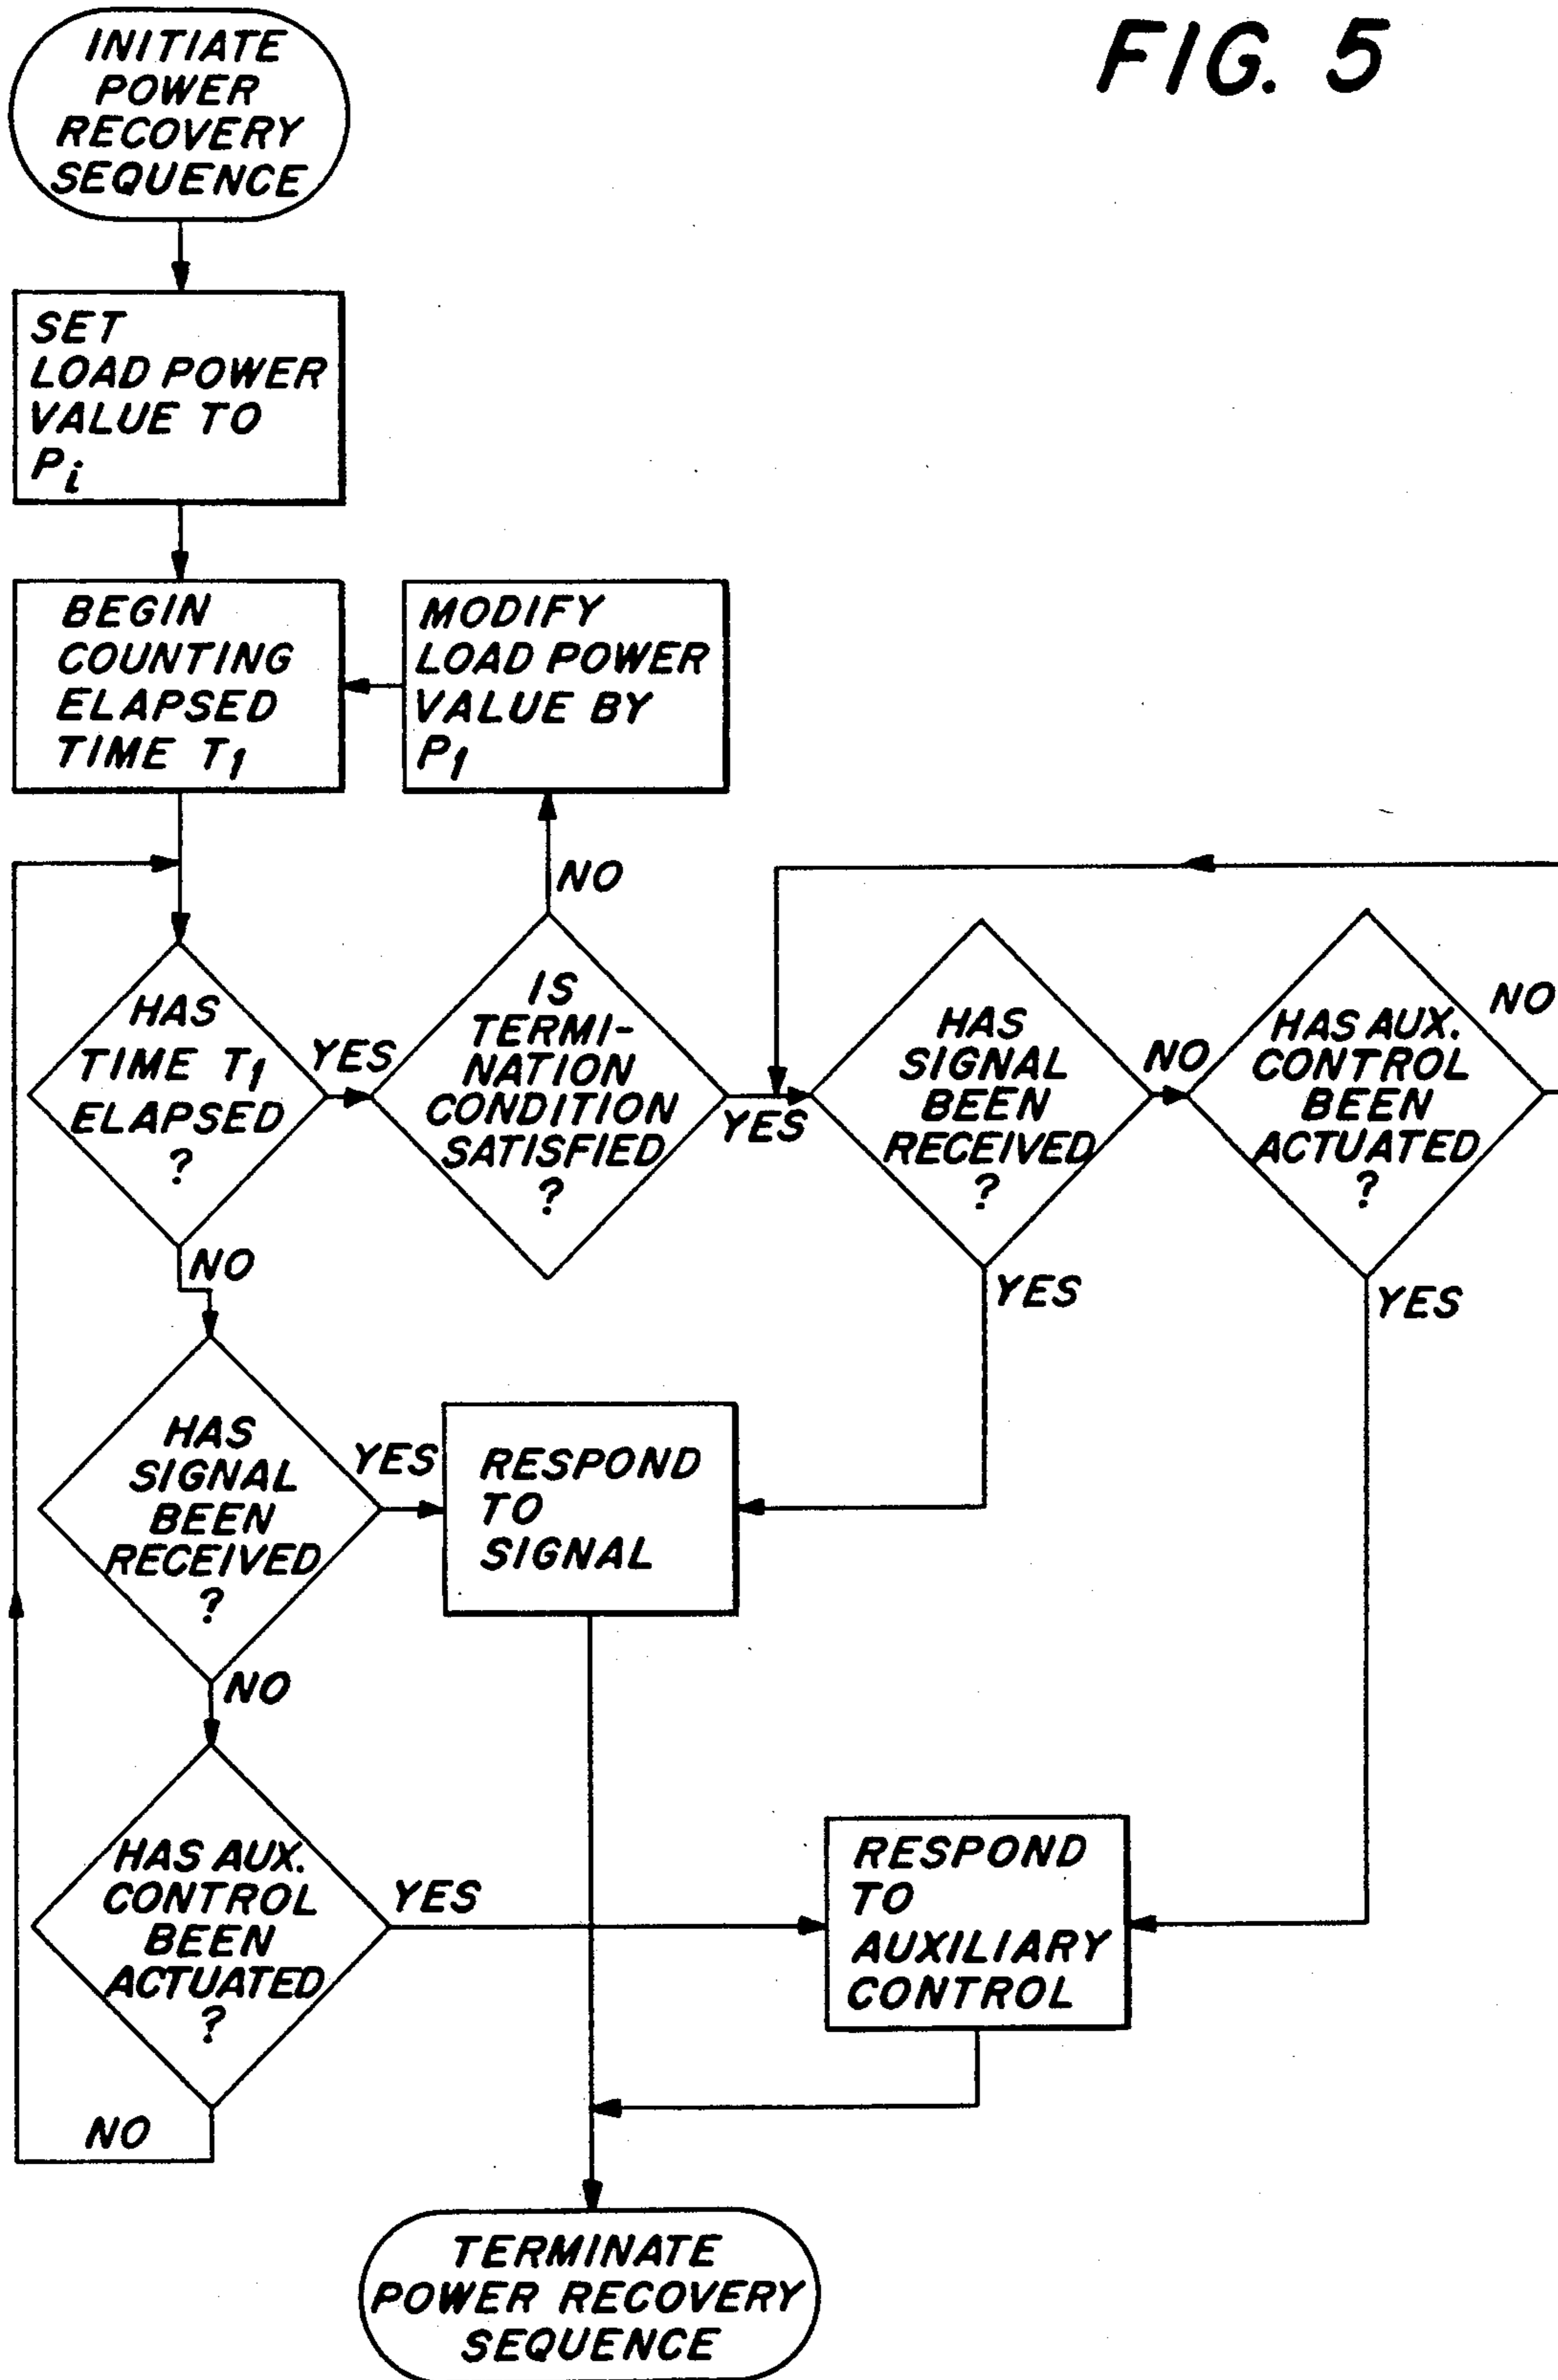 FIG. 5
INITIATE
POWER
RECOVERY
SEQUENCE
SET
LOAD POWER
VALUE TO
Pi
BEGIN
COUNTING
ELAPSED
TIME T1
MODIFY
LOAD POWER
VALUE BY
P1
NO
HAS
TIME T1
ELAPSED
?
YES
IS
TERMI-
NATION
CONDITION
SATISFIED
?
YES
HAS
SIGNAL
BEEN
RECEIVED
?
NO
HAS AUX.
CONTROL
BEEN
ACTUATED
?
NO
NO
YES
YES
HAS
SIGNAL
BEEN
RECEIVED
?
YES
RESPOND
TO
SIGNAL
NO
HAS AUX.
CONTROL
BEEN
ACTUATED
?
YES
RESPOND
TO
AUXILIARY
CONTROL
NO
TERMINATE
POWER RECOVERY
SEQUENCE